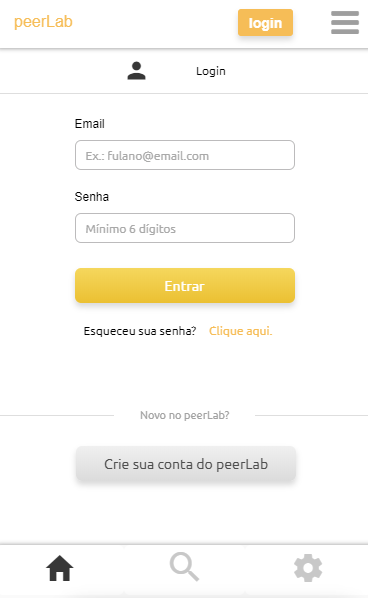 peerLab
login
Login
Email
Ex.: fulano@email.com
Senha
Mínimo 6 dígitos
Entrar
Esqueceu sua senha? Clique aqui.
Novo no peerLab?
Crie sua conta do peerLab